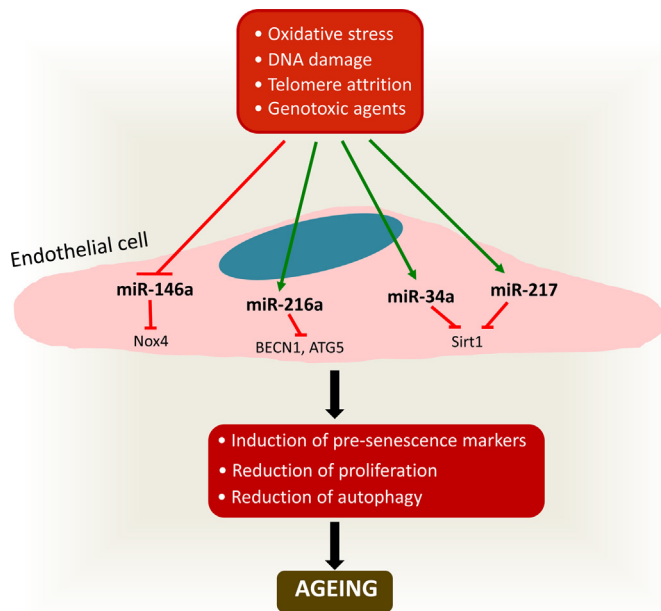 • Oxidative stress
• DNA damage
• Telomere attrition
• Genotoxic agents
Endothelial cell
miR-146a
miR-216a
miR-34a
miR-217
Nox4
BECN1, ATG5
Sirt1
• Induction of pre-senescence markers
• Reduction of proliferation
• Reduction of autophagy
AGEING